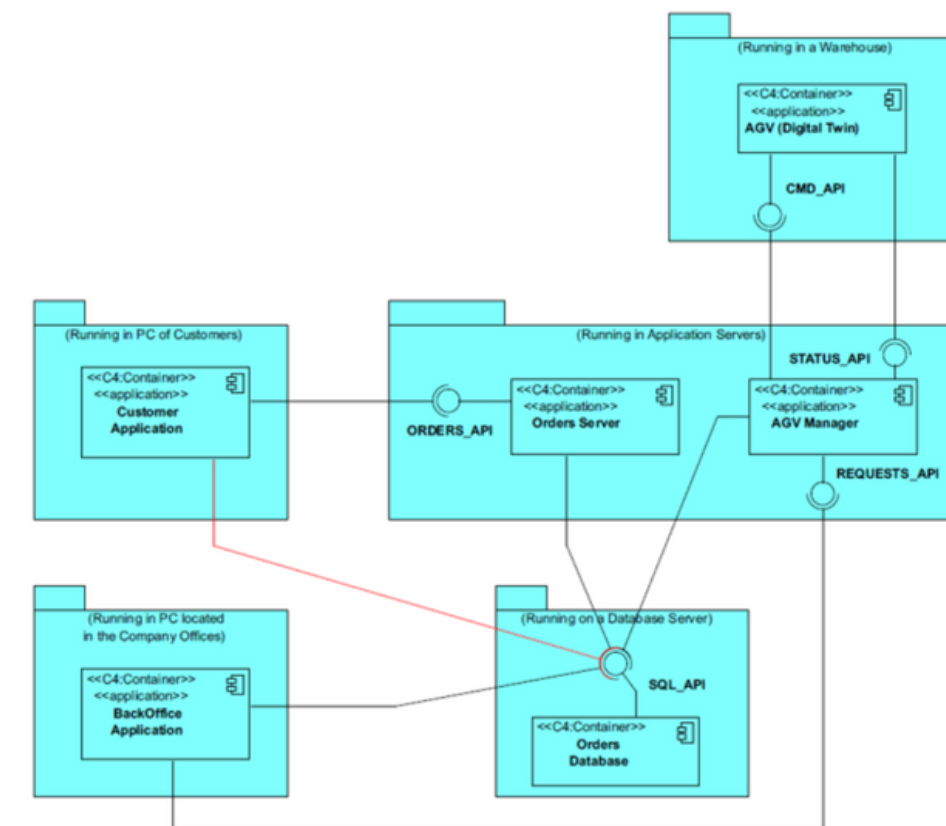 (Running in a Warehouse)
<<C4:Container>>
<<application>>
AGV (Digital Twin)
CMD_API
(Running in PC of Customers)
<<C4:Container>>
<<application>>
Customer
Application
(Running in Application Servers)
ORDERS_API
<<C4:Container>>
<<application>>
Orders Server
STATUS_API
<<C4:Container>>
<<application>>
AGV Manager
REQUESTS_API
(Running in PC located
in the Company Offices)
<<C4:Container>>
<<application>>
BackOffice
Application
(Running on a Database Server)
SQL_API
<<C4:Container>>
Orders
Database